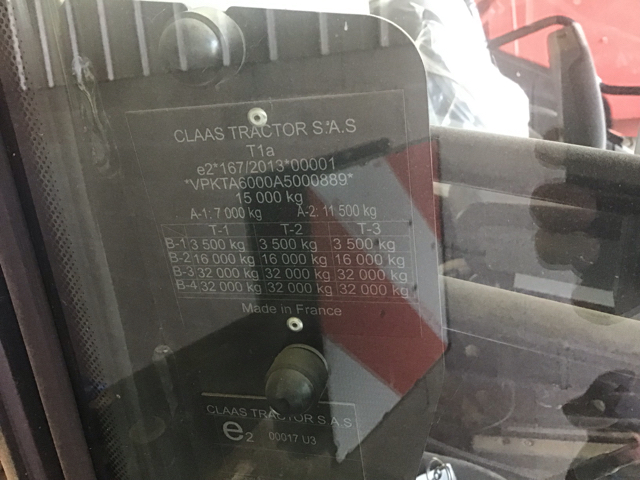 CLAAS TRACTOR S.A.S
T1a
e2*167/2013*00001
*VPKTA6000A5000889*
15 000 kg
A-1: 7 000 kg A-2: 11 500 kg
T-1 T-2 T-3
B-1 3 500 kg 3 500 kg 3 500 kg
B-2 16 000 kg 16 000 kg 16 000 kg
B-3 32 000 kg 32 000 kg 32 000 kg
B-4 32 000 kg 32 000 kg 32 000 kg
Made in France
CLAAS TRACTOR S.A.S
e2 00017 U3